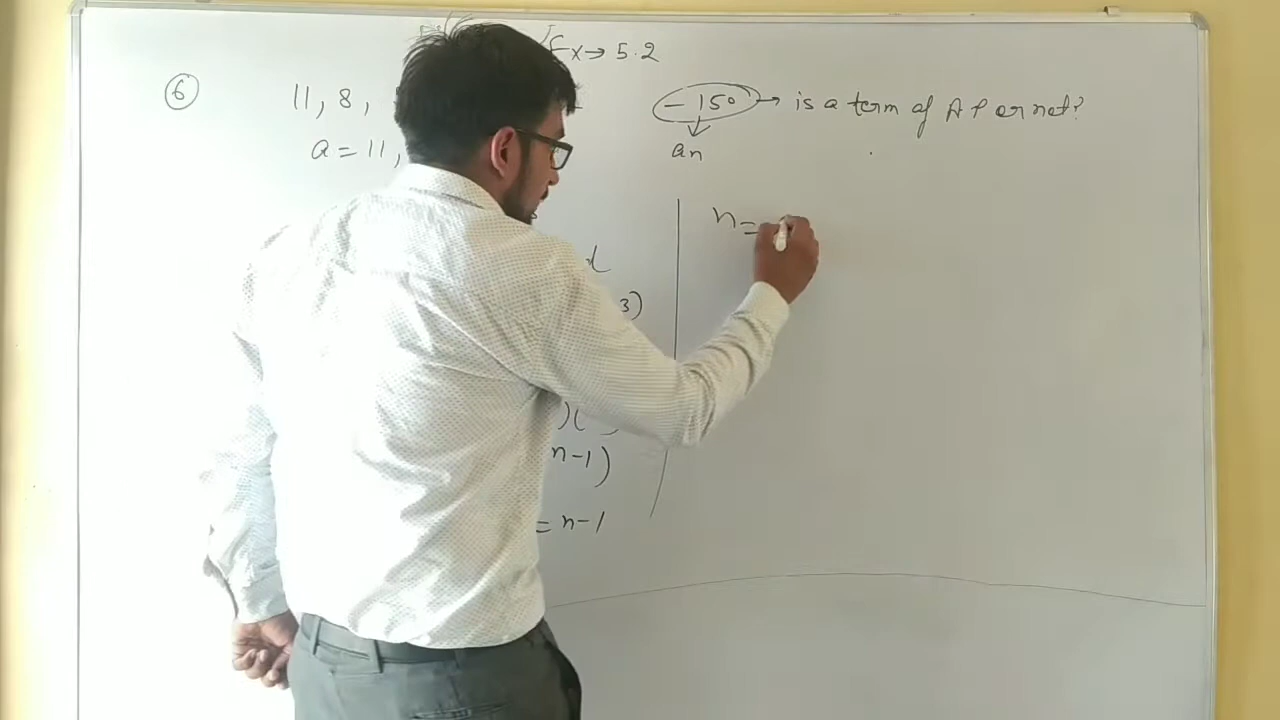 Ex→ 5.2
6 11, 8, -150 → is a term of AP or not?
a = 11, an
n =
d
3)
)( )
n-1)
= n-1